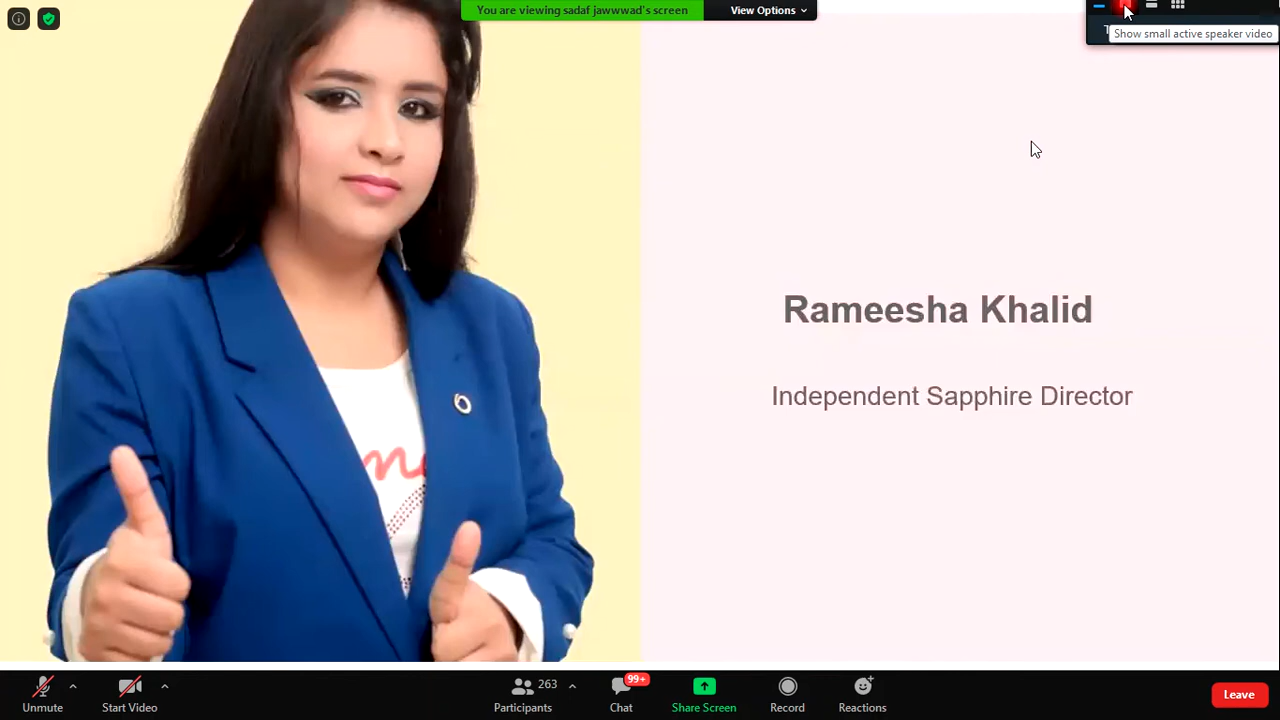 You are viewing sadaf jawwwad's screen
View Options
Show small active speaker video
Rameesha Khalid
Independent Sapphire Director
Unmute
Start Video
263
Participants
99+
Chat
Share Screen
Record
Reactions
Leave